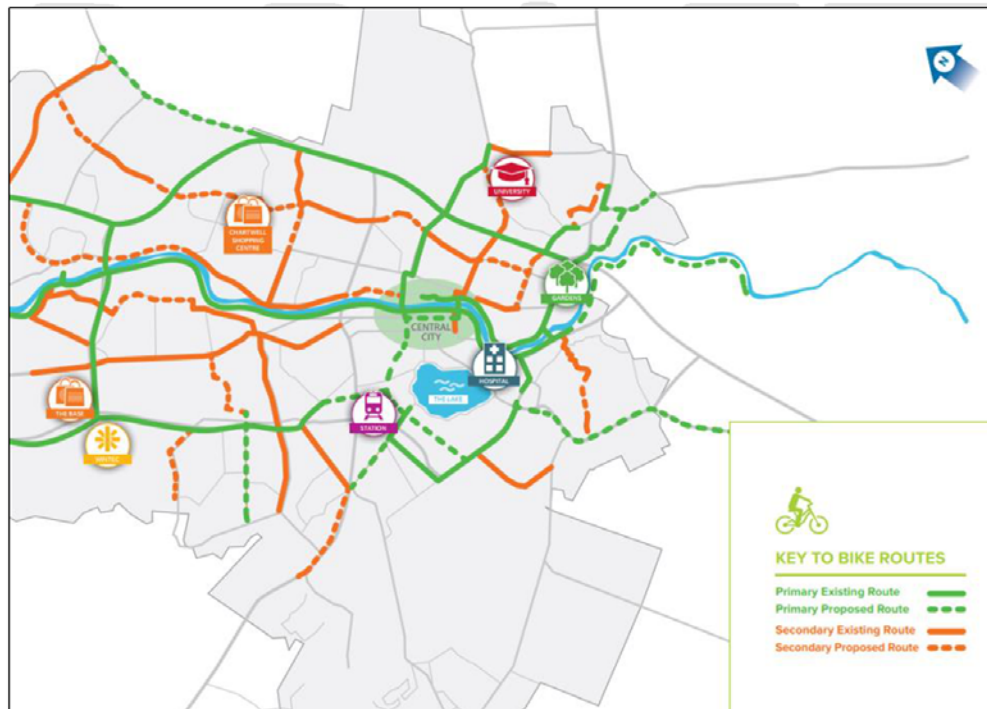 N
UNIVERSITY
CHARTWELL
SHOPPING
CENTRE
GARDENS
CENTRAL
CITY
HOSPITAL
THE LAKE
THE BASE
STATION
WINTEC
KEY TO BIKE ROUTES
Primary Existing Route
Primary Proposed Route
Secondary Existing Route
Secondary Proposed Route